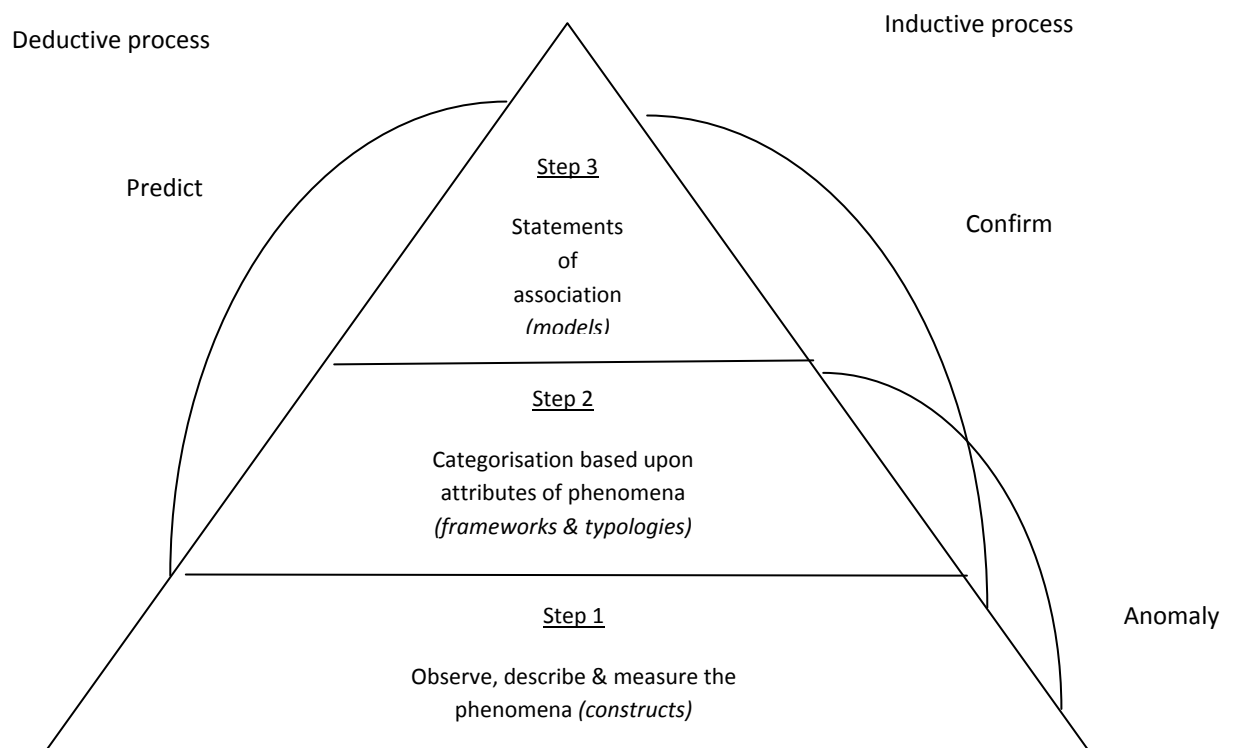 Deductive process
Inductive process
Predict
Confirm
Step 3
Statements
of
association
(models)
Step 2
Categorisation based upon
attributes of phenomena
(frameworks & typologies)
Step 1
Anomaly
Observe, describe & measure the
phenomena (constructs)